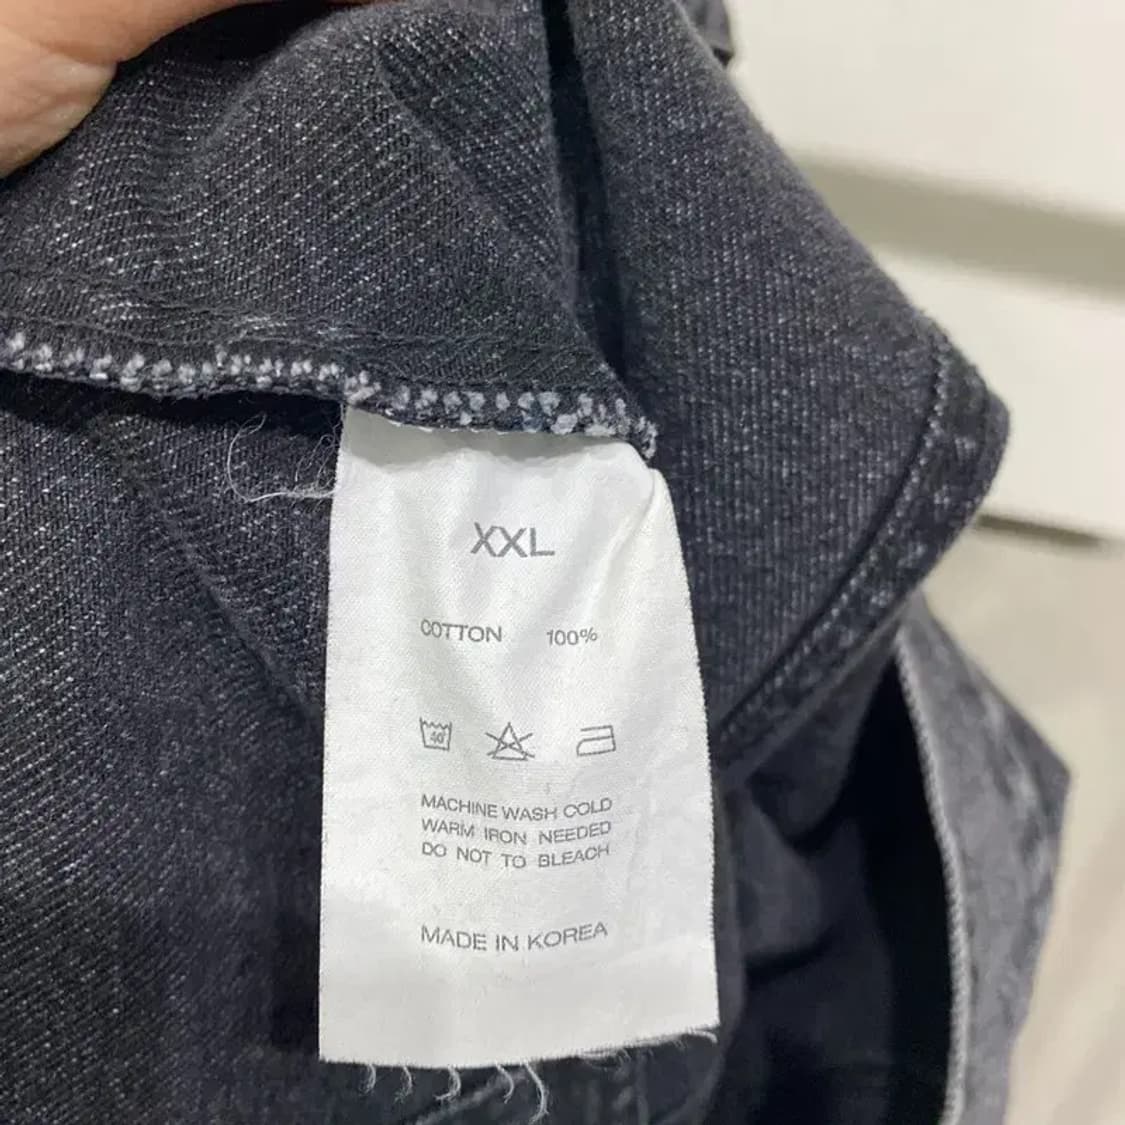 XXL
COTTON 100%
40
MACHINE WASH COLD
WARM IRON NEEDED
DO NOT TO BLEACH
MADE IN KOREA